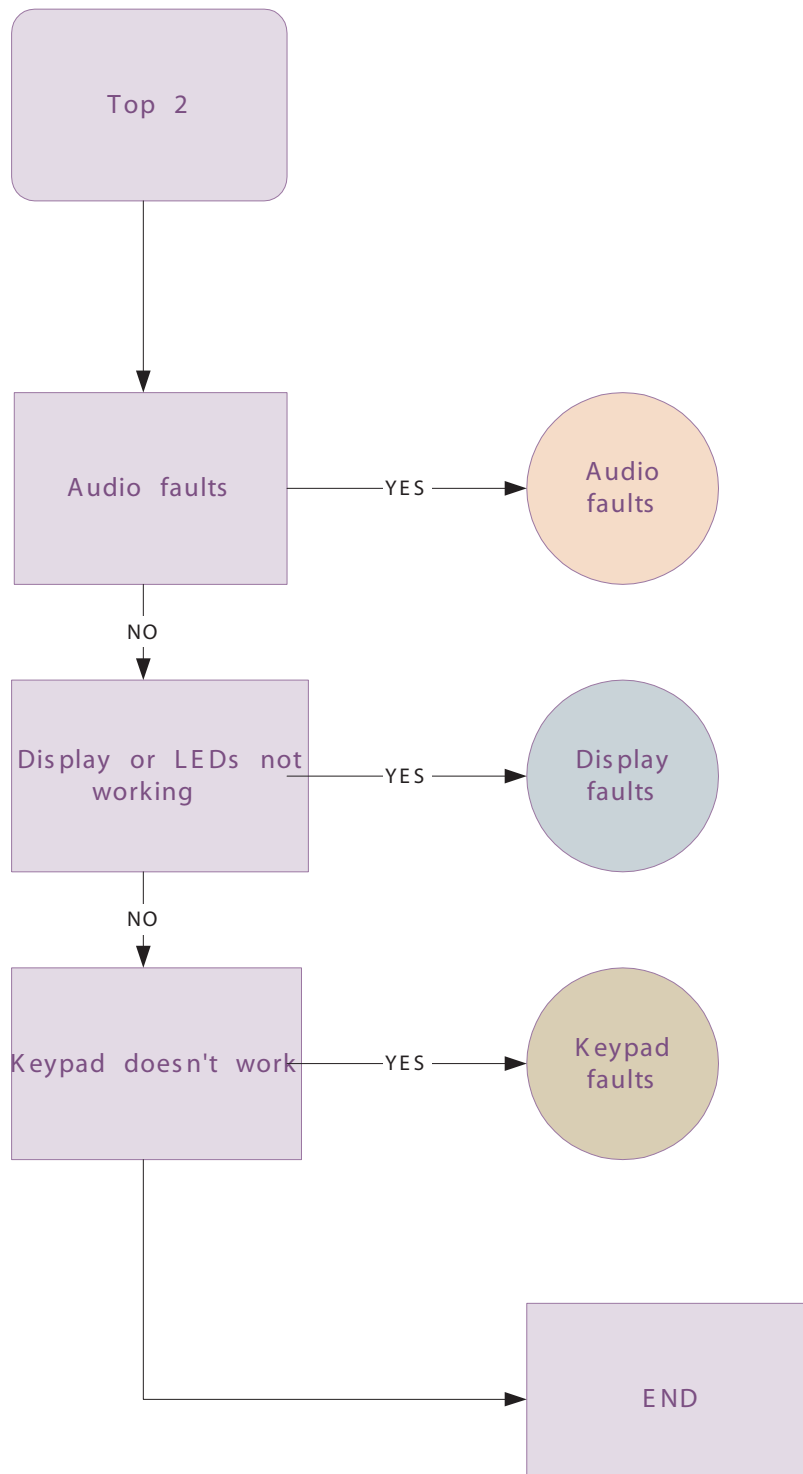 Top 2
Audio faults
YES
Audio
faults
NO
Display or LEDs not
working
YES
Display
faults
NO
Keypad doesn't work
YES
Keypad
faults
END